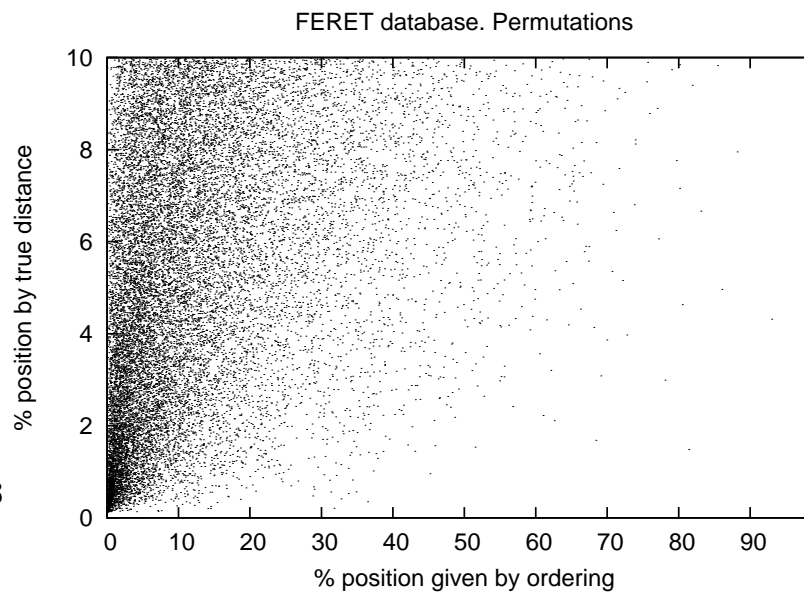 FERET database. Permutations
10
8
6
4
2
0
% position by true distance
0 10 20 30 40 50 60 70 80 90
% position given by ordering